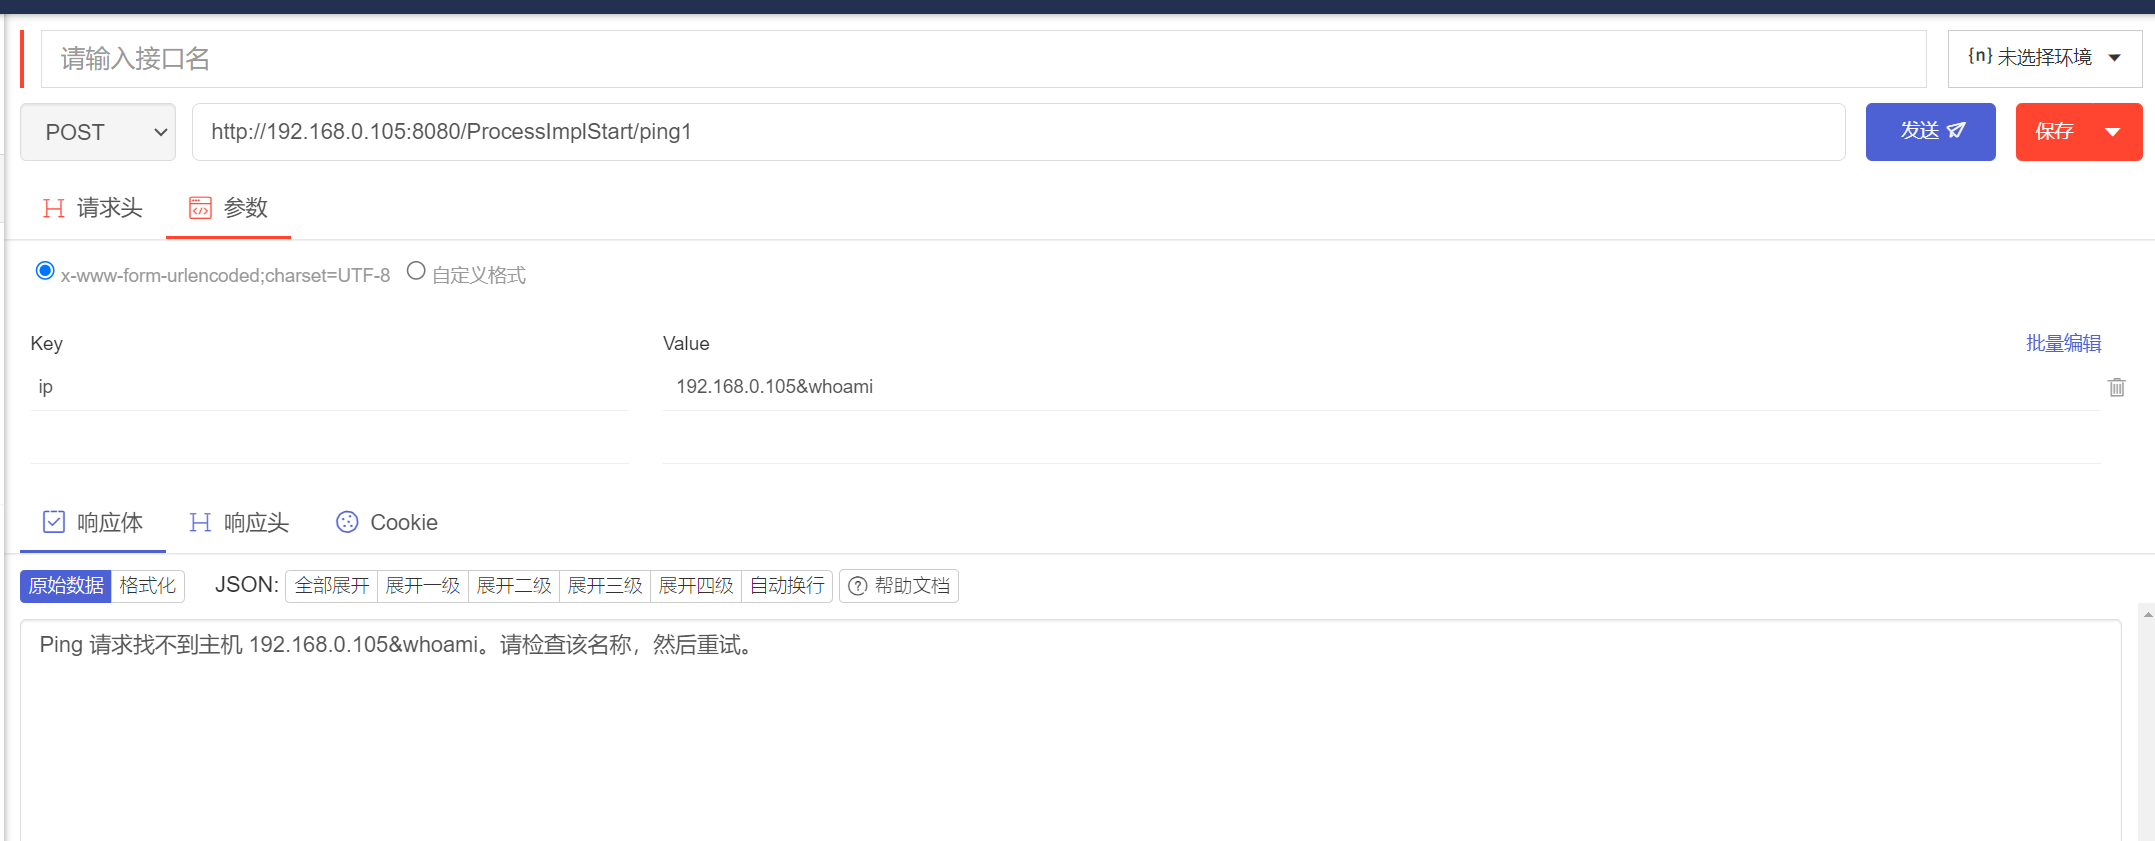 请输入接口名
{n} 未选择环境
POST
http://192.168.0.105:8080/ProcessImplStart/ping1
发送
保存
请求头
参数
x-www-form-urlencoded;charset=UTF-8
自定义格式
Key
Value
批量编辑
ip
192.168.0.105&whoami
响应体
响应头
Cookie
原始数据
格式化
JSON:
全部展开
展开一级
展开二级
展开三级
展开四级
自动换行
帮助文档
Ping 请求找不到主机 192.168.0.105&whoami。请检查该名称，然后重试。